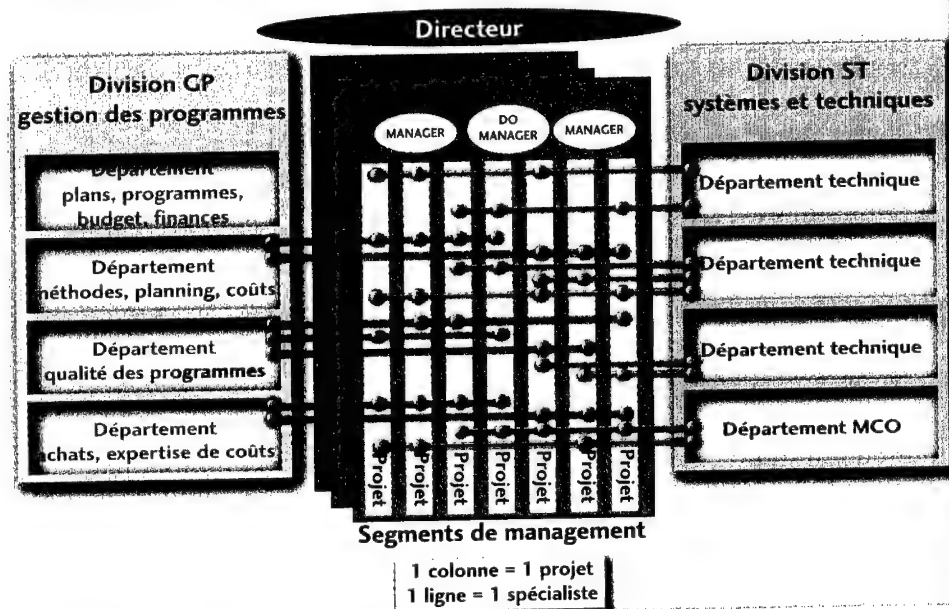 Directeur
Division GP
gestion des programmes
Département
plans, programmes,
budget, finances
Département
méthodes, planning, coûts
Département
qualité des programmes
Département
achats, expertise de coûts
MANAGER
DO
MANAGER
MANAGER
Projet
Projet
Projet
Projet
Projet
Projet
Projet
Segments de management
1 colonne = 1 projet
1 ligne = 1 spécialiste
Division ST
systèmes et techniques
Département technique
Département technique
Département technique
Département MCO